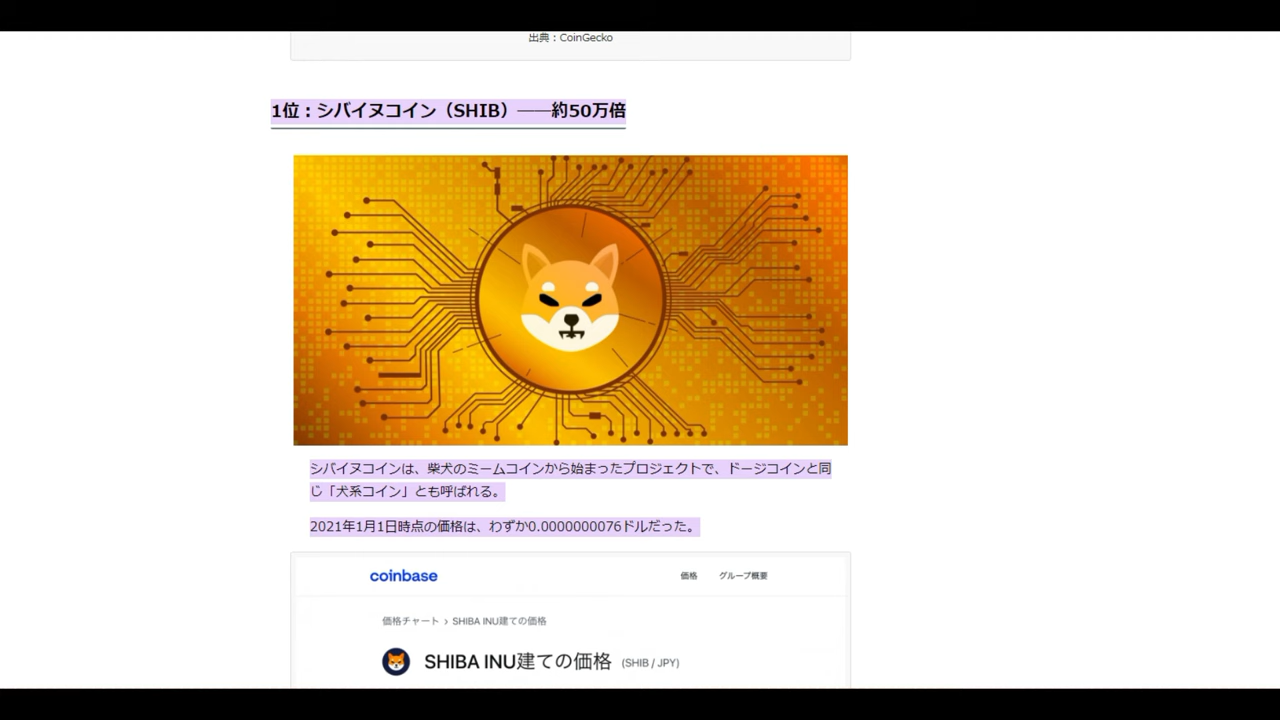 出典：CoinGecko
1位：シバイヌコイン（SHIB）――約50万倍
シバイヌコインは、柴犬のミームコインから始まったプロジェクトで、ドージコインと同
じ「犬系コイン」とも呼ばれる。
2021年1月1日時点の価格は、わずか0.0000000076ドルだった。
coinbase 価格 グループ概要
価格チャート › SHIBA INU建ての価格
SHIBA INU建ての価格 (SHIB / JPY)